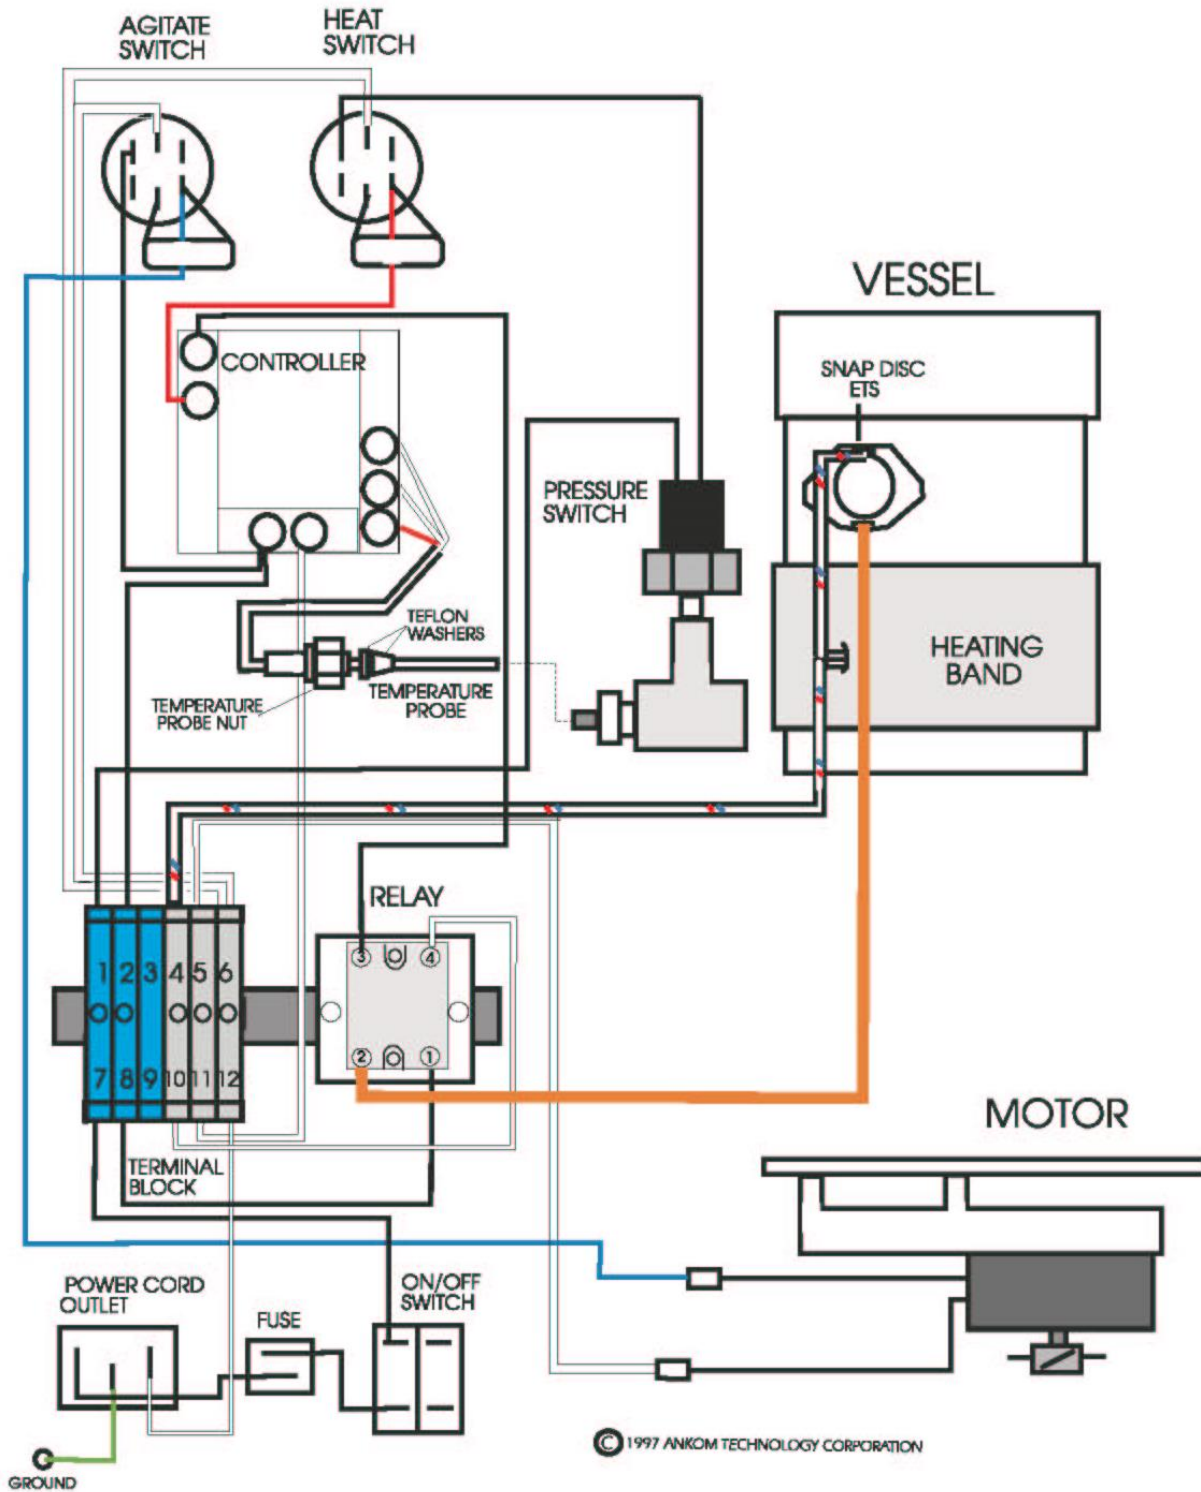 AGITATE
SWITCH
HEAT
SWITCH
VESSEL
CONTROLLER
SNAP DISC
ETS
PRESSURE
SWITCH
TEFLON
WASHERS
HEATING
BAND
TEMPERATURE
PROBE NUT
TEMPERATURE
PROBE
RELAY
1 2 3 4 5 6
3 4
7 8 9 10 11 12
2 1
MOTOR
TERMINAL
BLOCK
POWER CORD
OUTLET
FUSE
ON/OFF
SWITCH
© 1997 ANKOM TECHNOLOGY CORPORATION
GROUND